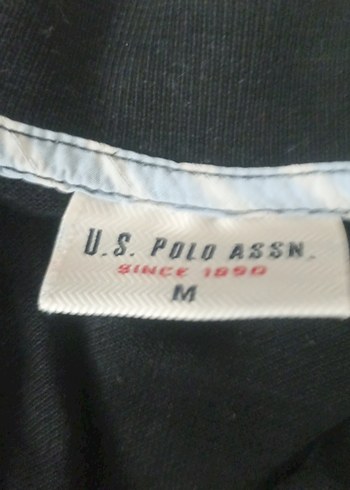 U.S. POLO ASSN.
SINCE 1890
M